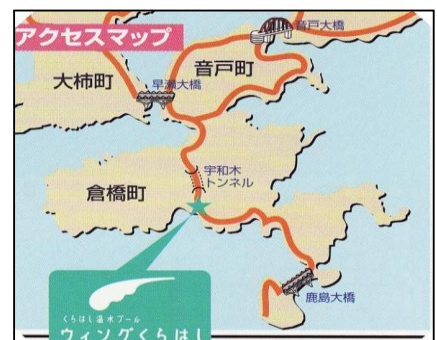 アクセスマップ
音戸大橋
音戸町
大柿町
早瀬大橋
宇和木
トンネル
倉橋町
鹿島大橋
くらはし温水プール
ウィングくらはし